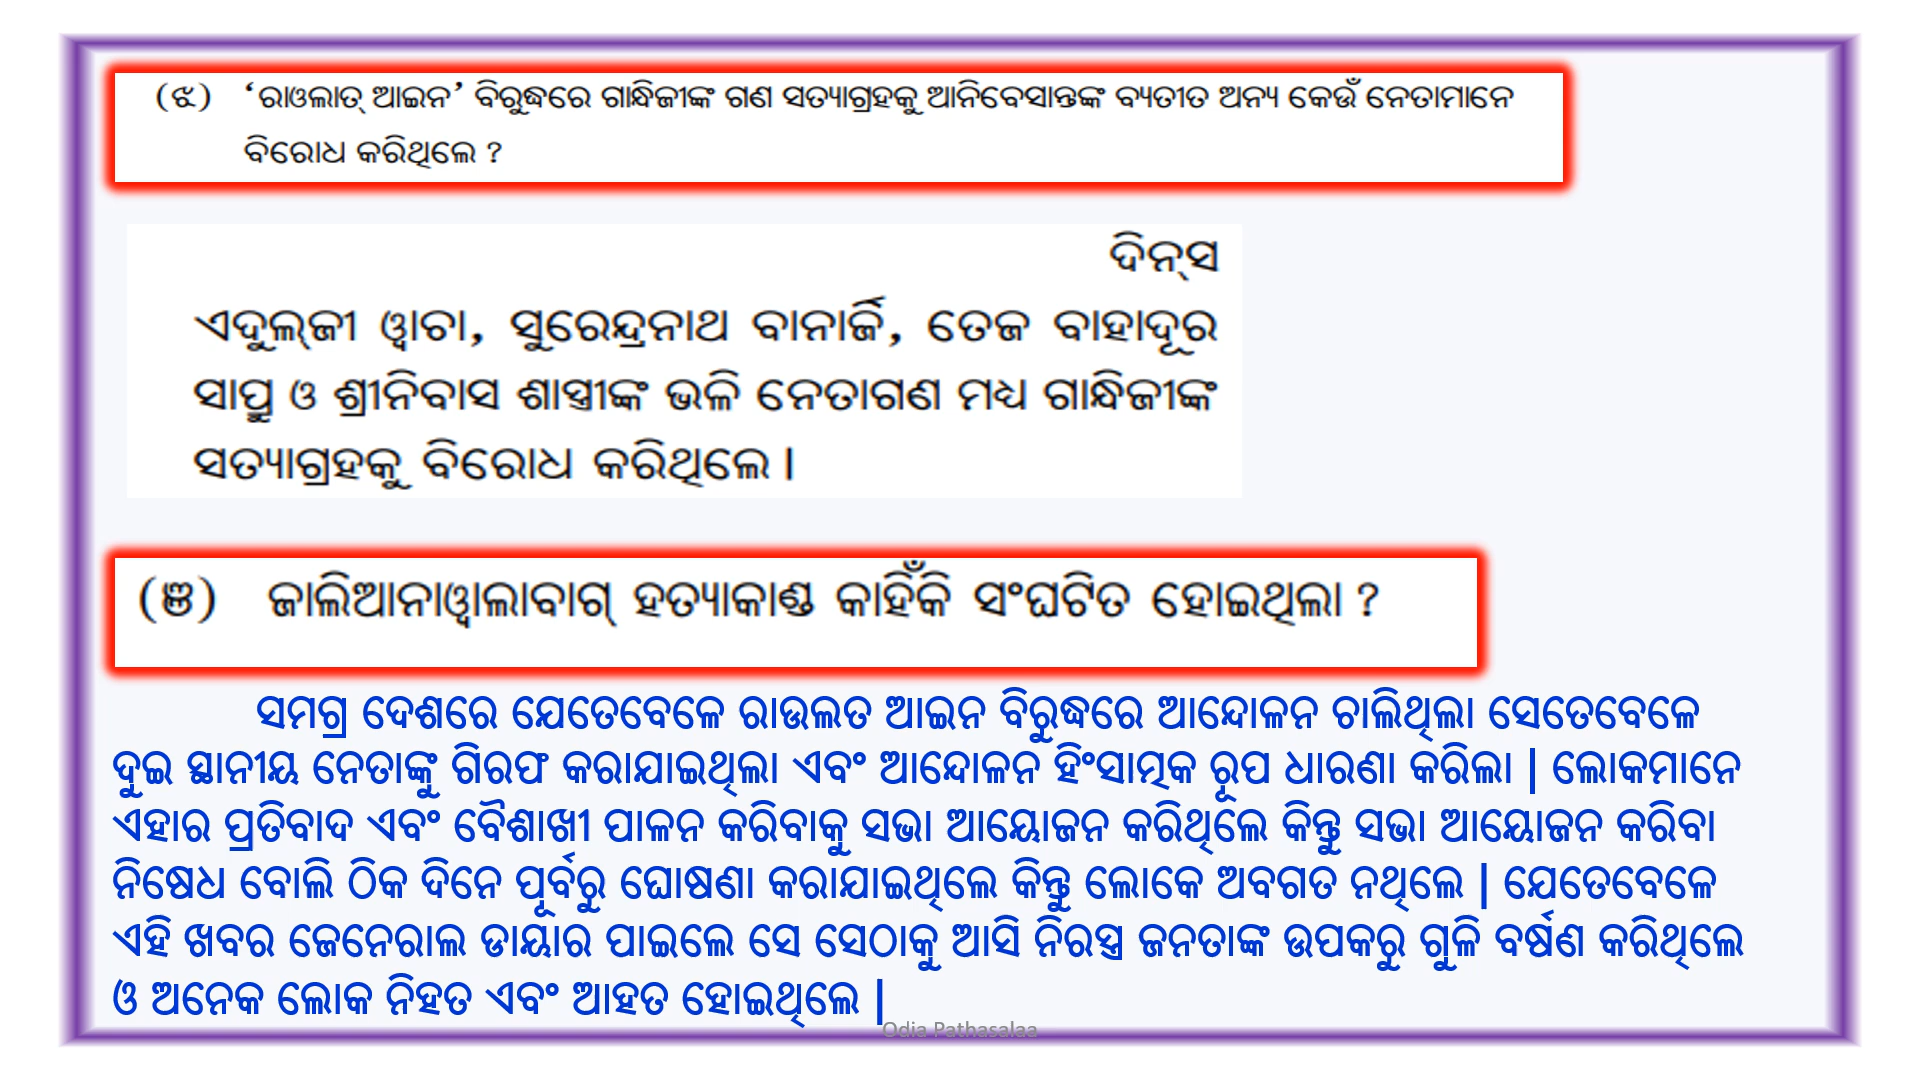 (ଝ) ‘ରାଓଲାଟ୍ ଆଇନ’ ବିରୁଦ୍ଧରେ ଗାନ୍ଧିଜୀଙ୍କ ଗଣ ସତ୍ୟାଗ୍ରହକୁ ଆନିବେସାନ୍ତଙ୍କ ବ୍ୟତୀତ ଅନ୍ୟ କେଉଁ ନେତାମାନେ
ବିରୋଧ କରିଥିଲେ ?
ଦିନ୍‌ସ
ଏଦୁଲ୍‌ଜୀ ୱାଚା, ସୁରେନ୍ଦ୍ରନାଥ ବାନାର୍ଜି, ତେଜ ବାହାଦୂର
ସାପ୍ରୁ ଓ ଶ୍ରୀନିବାସ ଶାସ୍ତ୍ରୀଙ୍କ ଭଳି ନେତାଗଣ ମଧ୍ୟ ଗାନ୍ଧିଜୀଙ୍କ
ସତ୍ୟାଗ୍ରହକୁ ବିରୋଧ କରିଥିଲେ ।
(ଞ) ଜାଲିଆନାୱାଲାବାଗ୍ ହତ୍ୟାକାଣ୍ଡ କାହିଁକି ସଂଘଟିତ ହୋଇଥିଲା ?
ସମଗ୍ର ଦେଶରେ ଯେତେବେଳେ ରାଉଲତ ଆଇନ ବିରୁଦ୍ଧରେ ଆନ୍ଦୋଳନ ଚାଲିଥିଲା ସେତେବେଳେ
ଦୁଇ ସ୍ଥାନୀୟ ନେତାଙ୍କୁ ଗିରଫ କରାଯାଇଥିଲା ଏବଂ ଆନ୍ଦୋଳନ ହିଂସାତ୍ମକ ରୂପ ଧାରଣା କରିଲା | ଲୋକମାନେ
ଏହାର ପ୍ରତିବାଦ ଏବଂ ବୈଶାଖୀ ପାଳନ କରିବାକୁ ସଭା ଆୟୋଜନ କରିଥିଲେ କିନ୍ତୁ ସଭା ଆୟୋଜନ କରିବା
ନିଷେଧ ବୋଲି ଠିକ ଦିନେ ପୂର୍ବରୁ ଘୋଷଣା କରାଯାଇଥିଲେ କିନ୍ତୁ ଲୋକେ ଅବଗତ ନଥିଲେ | ଯେତେବେଳେ
ଏହି ଖବର ଜେନେରାଲ ଡାୟାର ପାଇଲେ ସେ ସେଠାକୁ ଆସି ନିରସ୍ତ୍ର ଜନତାଙ୍କ ଉପକରୁ ଗୁଳି ବର୍ଷଣ କରିଥିଲେ
ଓ ଅନେକ ଲୋକ ନିହତ ଏବଂ ଆହତ ହୋଇଥିଲେ |
Odia Pathasalaa